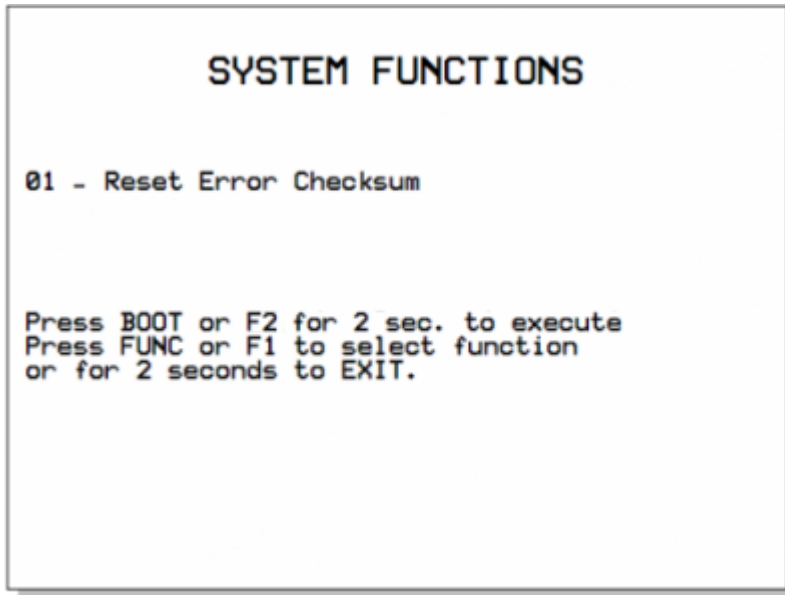 SYSTEM FUNCTIONS
01 - Reset Error Checksum
Press BOOT or F2 for 2 sec. to execute
Press FUNC or F1 to select function
or for 2 seconds to EXIT.